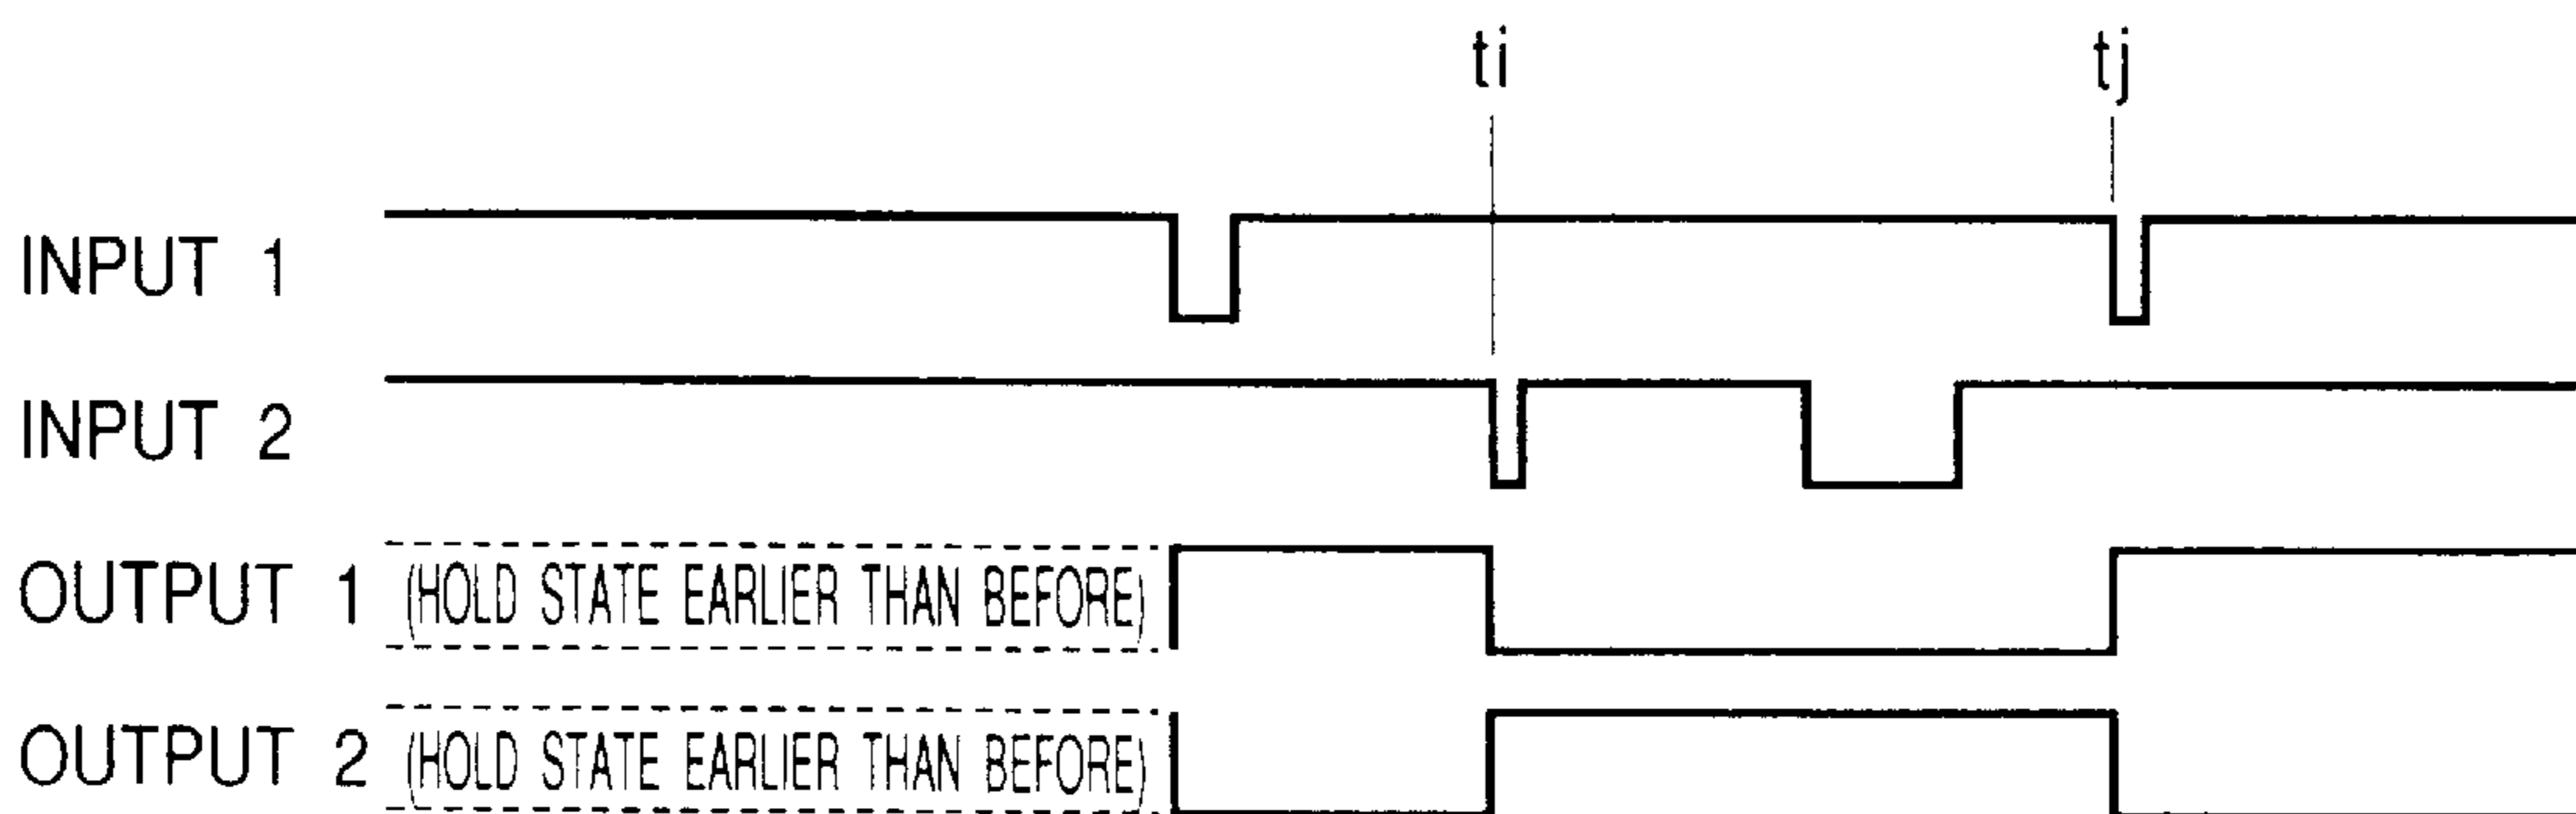 ti tj
INPUT 1
INPUT 2
OUTPUT 1 (HOLD STATE EARLIER THAN BEFORE)
OUTPUT 2 (HOLD STATE EARLIER THAN BEFORE)